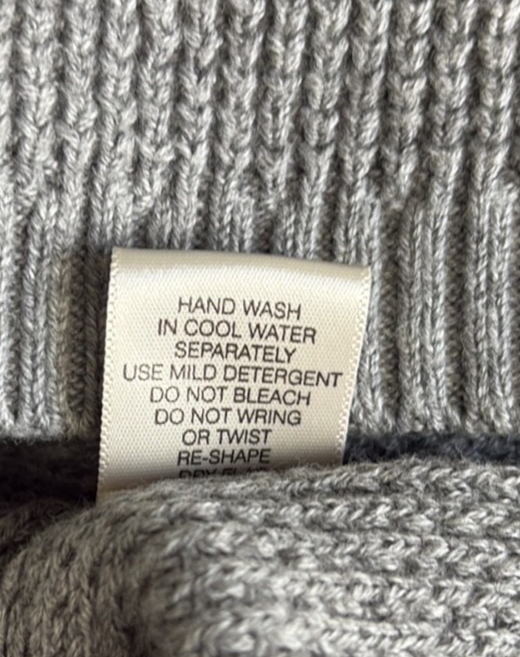 HAND WASH
IN COOL WATER
SEPARATELY
USE MILD DETERGENT
DO NOT BLEACH
DO NOT WRING
OR TWIST
RE-SHAPE